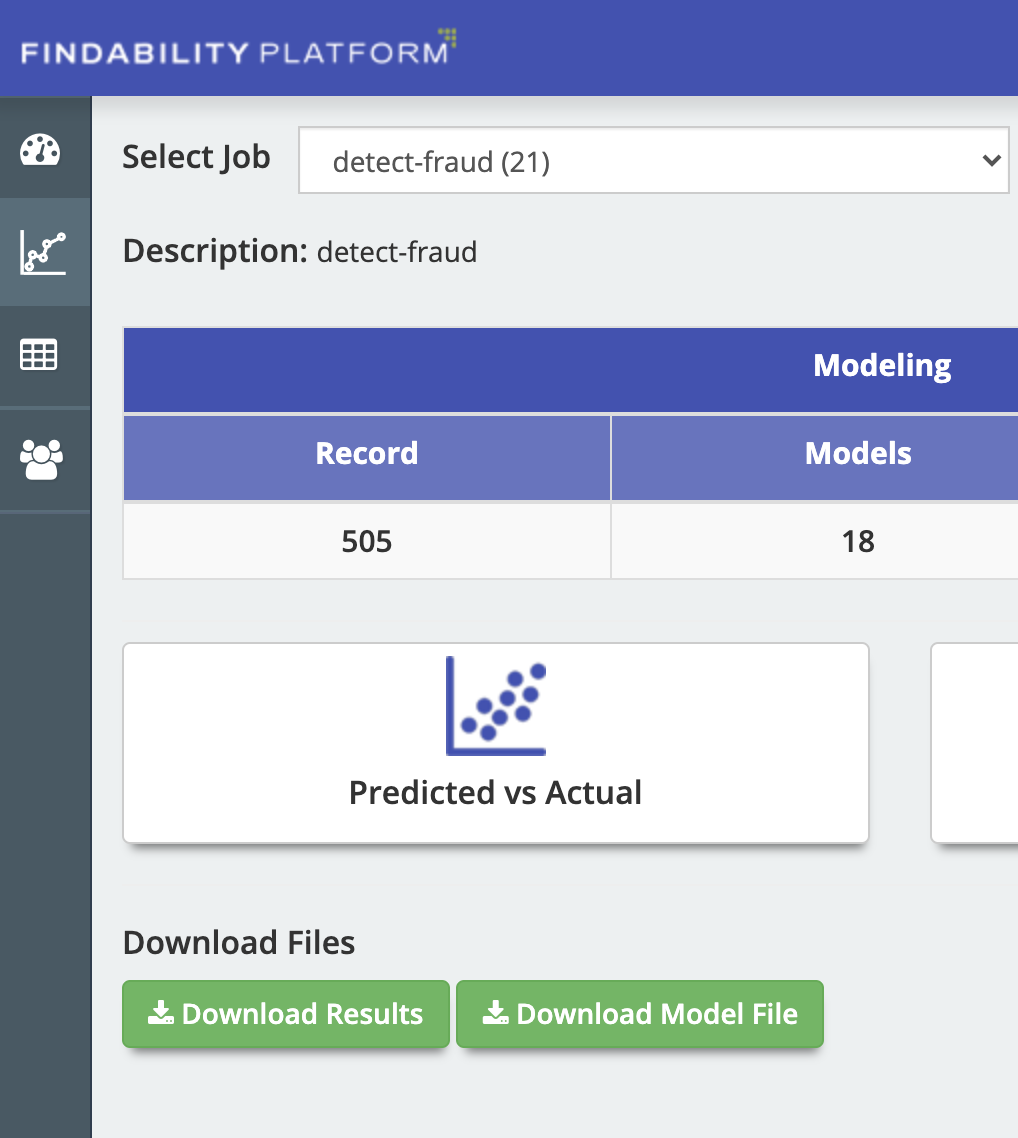 FINDABILITY PLATFORM
Select Job
detect-fraud (21)
Description: detect-fraud
Modeling
Record
Models
505
18
Predicted vs Actual
Download Files
Download Results
Download Model File